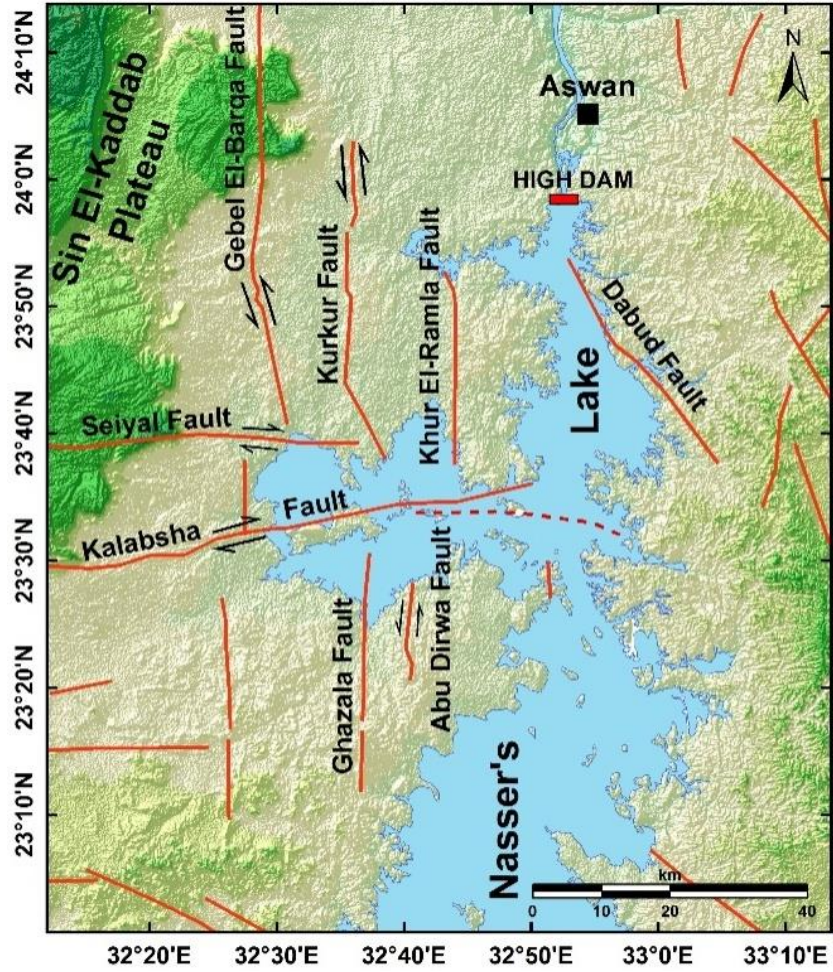 24°10'N
24°0'N
23°50'N
23°40'N
23°30'N
23°20'N
23°10'N
Sin El-Kaddab
Plateau
Gebel El-Barqa Fault
Kurkur Fault
Khur El-Ramla Fault
N
Aswan
HIGH DAM
Dabud Fault
Lake
Seiyal Fault
Kalabsha
Fault
Ghazala Fault
Abu Dirwa Fault
Nasser's
km
0
10
20
40
32°20'E
32°30'E
32°40'E
32°50'E
33°0'E
33°10'E